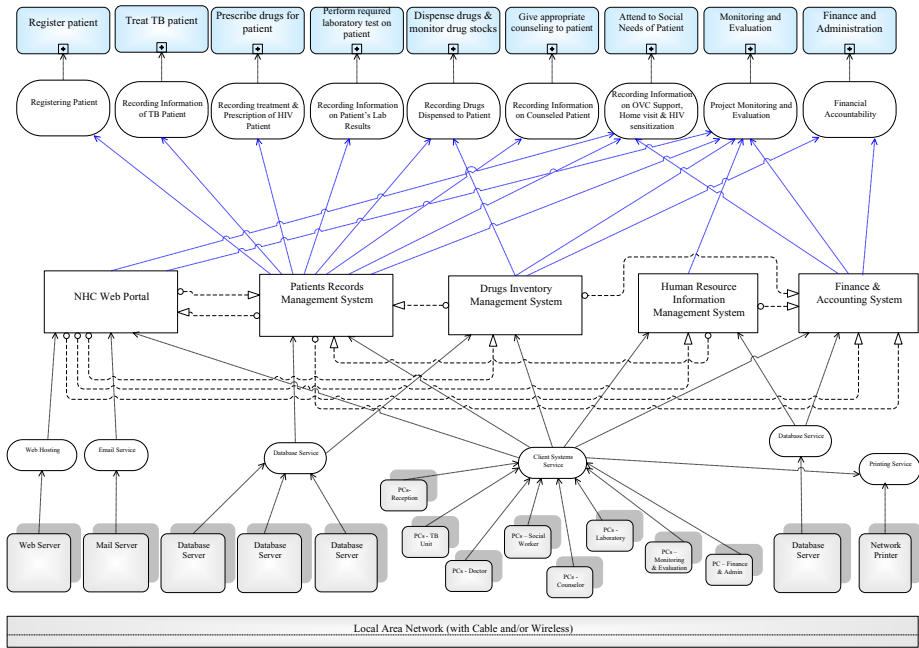 Register patient
Treat TB patient
Prescribe drugs for
patient
Perform required
laboratory test on
patient
Dispense drugs &
monitor drug stocks
Give appropriate
counseling to patient
Attend to Social
Needs of Patient
Monitoring and
Evaluation
Finance and
Administration
Registering Patient
Recording Information
of TB Patient
Recording treatment &
Prescription of HIV
Patient
Recording Information
on Patient's Lab
Results
Recording Drugs
Dispensed to Patient
Recording Information
on Counseled Patient
Recording Information
on OVC Support,
Home visit & HIV
sensitization
Project Monitoring and
Evaluation
Financial
Accountability
NHC Web Portal
Patients Records
Management System
Drugs Inventory
Management System
Human Resource
Information
Management System
Finance &
Accounting System
Web Hosting
Email Service
Database Service
Client Systems
Service
Database Service
Printing Service
PCs-
Reception
PCs - TB
Unit
PCs - Doctor
PCs – Social
Worker
PCs -
Counselor
PCs -
Laboratory
PCs –
Monitoring
& Evaluation
PC – Finance
& Admin
Web Server
Mail Server
Database
Server
Database
Server
Database
Server
Database
Server
Network
Printer
Local Area Network (with Cable and/or Wireless)